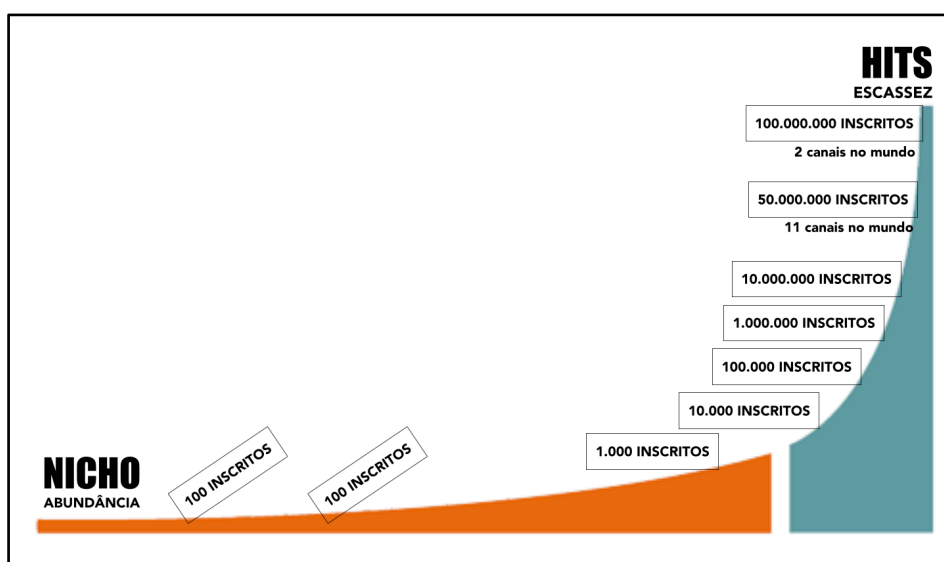 HITS
ESCASSEZ
100.000.000 INSCRITOS
2 canais no mundo
50.000.000 INSCRITOS
11 canais no mundo
10.000.000 INSCRITOS
1.000.000 INSCRITOS
100.000 INSCRITOS
10.000 INSCRITOS
1.000 INSCRITOS
100 INSCRITOS
100 INSCRITOS
NICHO
ABUNDÂNCIA